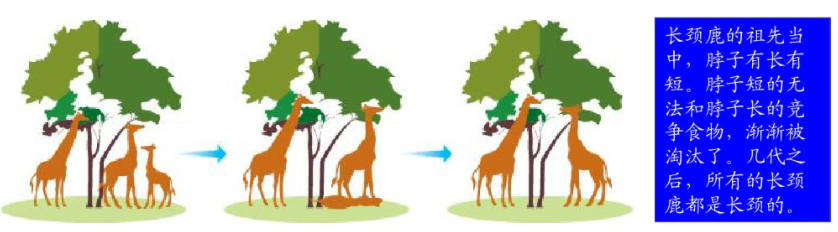 长颈鹿的祖先当
中，脖子有长有
短。脖子短的无
法和脖子长的竞
争食物，渐渐被
淘汰了。几代之
后，所有的长颈
鹿都是长颈的。